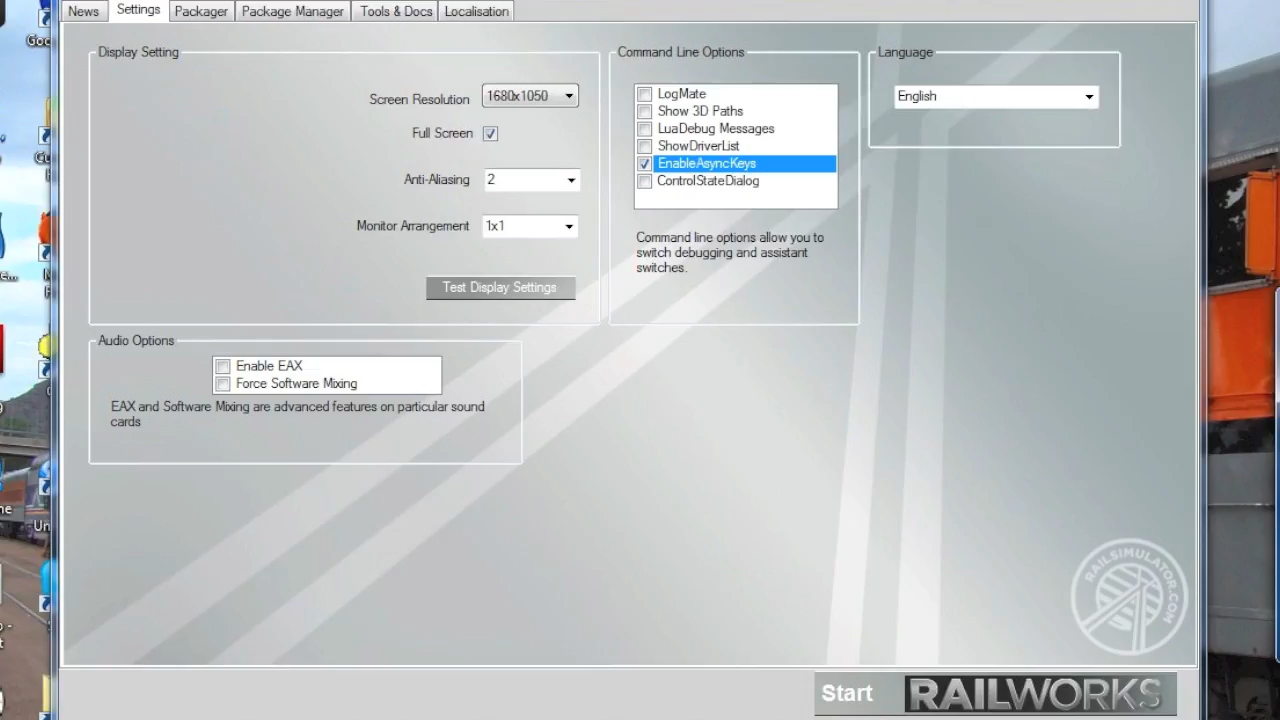 News Settings Packager Package Manager Tools & Docs Localisation
Display Setting
Screen Resolution 1680x1050
Full Screen
Anti-Aliasing 2
Monitor Arrangement 1x1
Test Display Settings
Command Line Options
LogMate
Show 3D Paths
LuaDebug Messages
ShowDriverList
EnableAsyncKeys
ControlStateDialog
Command line options allow you to
switch debugging and assistant
switches.
Language
English
Audio Options
Enable EAX
Force Software Mixing
EAX and Software Mixing are advanced features on particular sound
cards
RAILSIMULATOR.COM
Start RAILWORKS